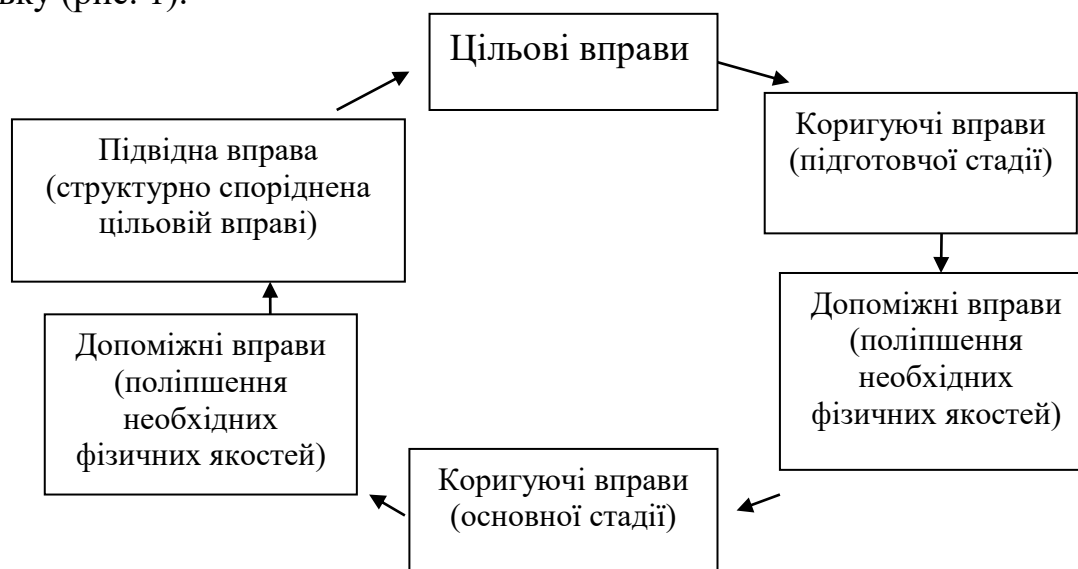 вку (рис. 1).
Цільові вправи
Коригуючі вправи
(підготовчої стадії)
Допоміжні вправи
(поліпшення
необхідних
фізичних якостей)
Коригуючі вправи
(основної стадії)
Допоміжні вправи
(поліпшення
необхідних
фізичних якостей)
Підвідна вправа
(структурно споріднена
цільовій вправі)